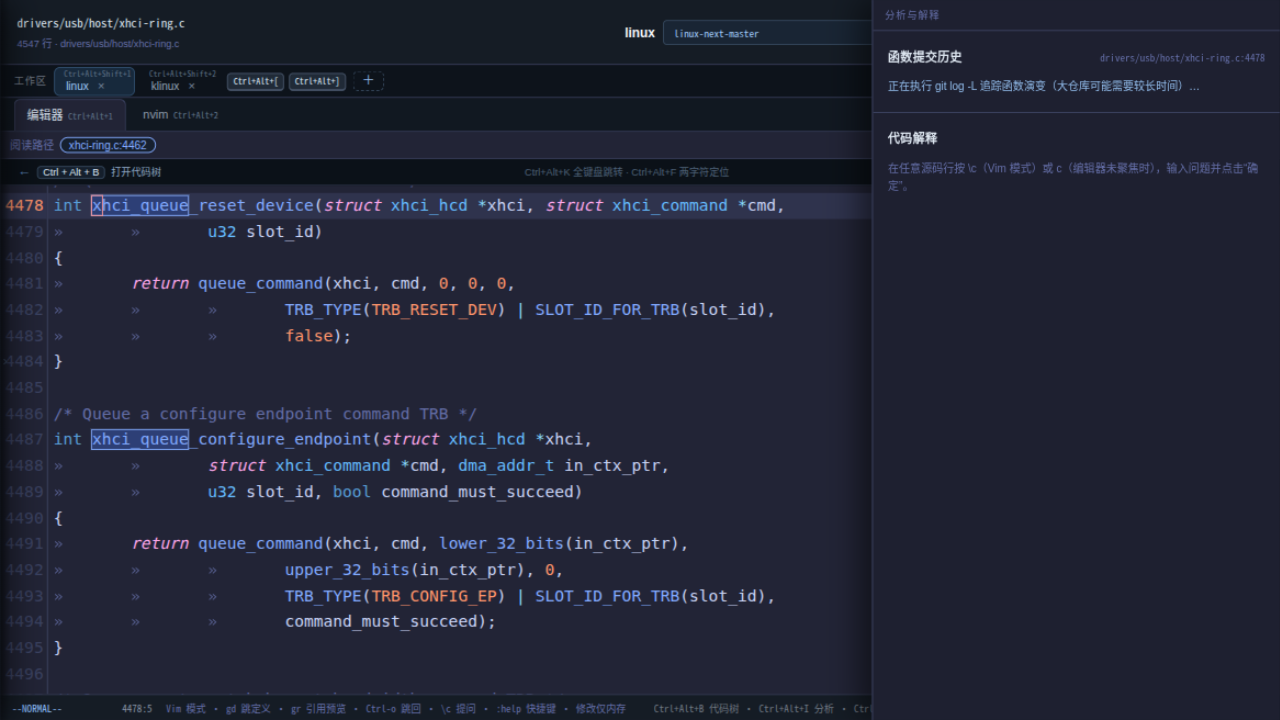 drivers/usb/host/xhci-ring.c
4547 行 · drivers/usb/host/xhci-ring.c
linux
linux-next-master
工作区
Ctrl+Alt+Shift+1
linux ×
Ctrl+Alt+Shift+2
klinux ×
Ctrl+Alt+[
Ctrl+Alt+]
+
编辑器 Ctrl+Alt+1
nvim Ctrl+Alt+2
阅读路径 xhci-ring.c:4462
← Ctrl + Alt + B 打开代码树
Ctrl+Alt+K 全键盘跳转 · Ctrl+Alt+F 两字符定位
4478 int xhci_queue_reset_device(struct xhci_hcd *xhci, struct xhci_command *cmd,
4479 » » u32 slot_id)
4480 {
4481 » return queue_command(xhci, cmd, 0, 0, 0,
4482 » » » TRB_TYPE(TRB_RESET_DEV) | SLOT_ID_FOR_TRB(slot_id),
4483 » » » false);
4484 }
4485
4486 /* Queue a configure endpoint command TRB */
4487 int xhci_queue_configure_endpoint(struct xhci_hcd *xhci,
4488 » » struct xhci_command *cmd, dma_addr_t in_ctx_ptr,
4489 » » u32 slot_id, bool command_must_succeed)
4490 {
4491 » return queue_command(xhci, cmd, lower_32_bits(in_ctx_ptr),
4492 » » » upper_32_bits(in_ctx_ptr), 0,
4493 » » » TRB_TYPE(TRB_CONFIG_EP) | SLOT_ID_FOR_TRB(slot_id),
4494 » » » command_must_succeed);
4495 }
4496
--NORMAL-- 4478:5 Vim 模式 · gd 跳定义 · gr 引用预览 · Ctrl-o 跳回 · \c 提问 · :help 快捷键 · 修改仅内存 Ctrl+Alt+B 代码树 · Ctrl+Alt+I 分析 · Ctr
分析与解释
函数提交历史 drivers/usb/host/xhci-ring.c:4478
正在执行 git log -L 追踪函数演变（大仓库可能需要较长时间）…
代码解释
在任意源码行按 \c（Vim 模式）或 c（编辑器未聚焦时），输入问题并点击“确
定”。